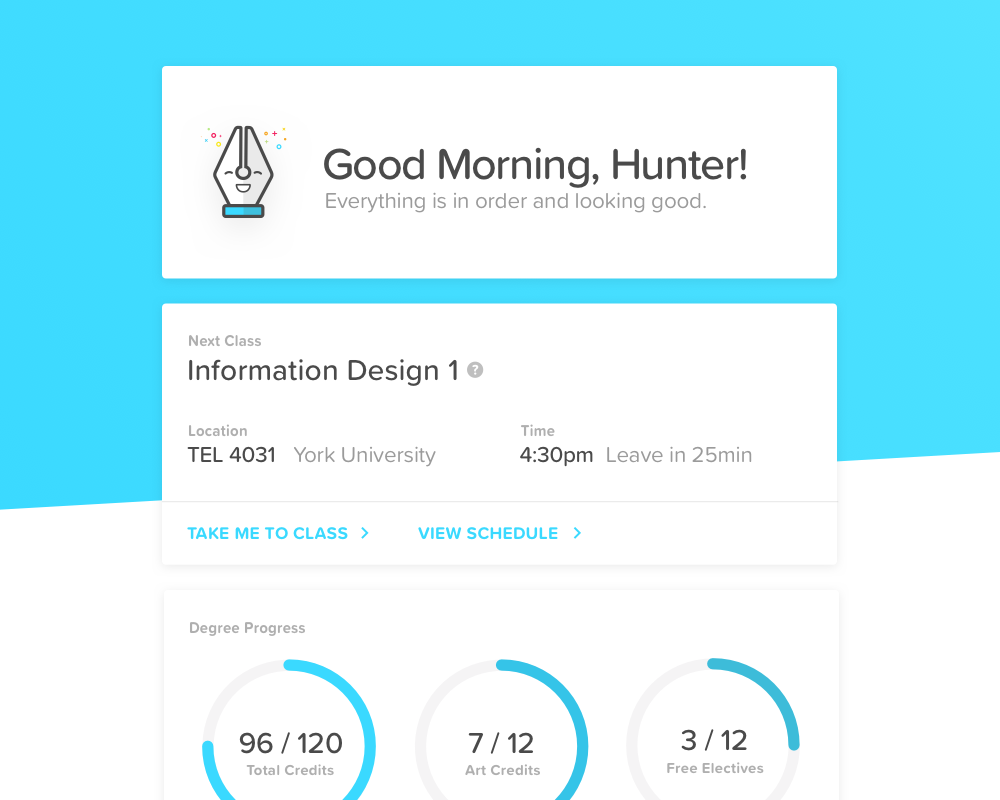 Good Morning, Hunter!
Everything is in order and looking good.
Next Class
Information Design 1 ?
Location
TEL 4031 York University
Time
4:30pm Leave in 25min
TAKE ME TO CLASS >
VIEW SCHEDULE >
Degree Progress
96 / 120
Total Credits
7 / 12
Art Credits
3 / 12
Free Electives